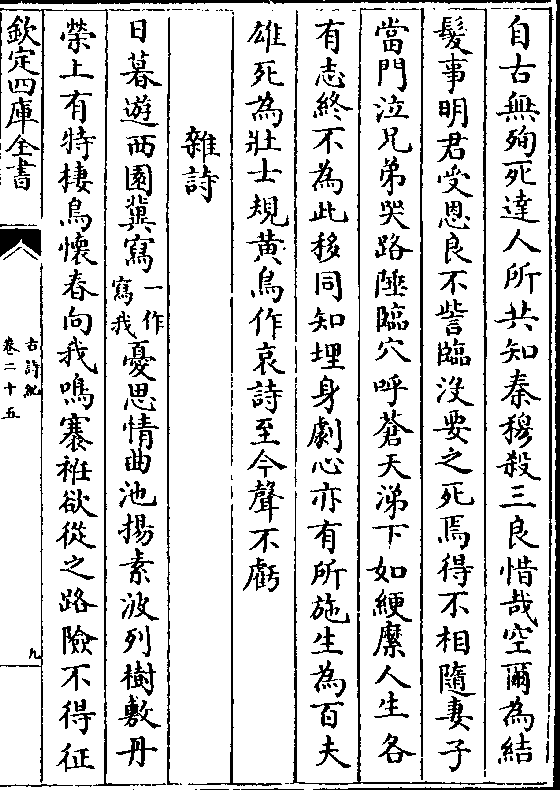 自古無殉死達人所共知秦穆殺三良惜哉空爾為結
髮事明君受恩良不訾臨沒要之死焉得不相隨妻子
當門泣兄弟哭路陲臨穴呼蒼天涕下如綆縻人生各
有志終不為此移同知埋身劇心亦有所施生為百夫
雄死為壯士規黃鳥作哀詩至今聲不虧
雜詩
日暮遊西園冀寫一作寫我憂思情曲池揚素波列樹敷丹
榮上有特棲鳥懷春向我鳴褰袵欲從之路險不得征
欽定四庫全書
古詩紀
卷二十五
九